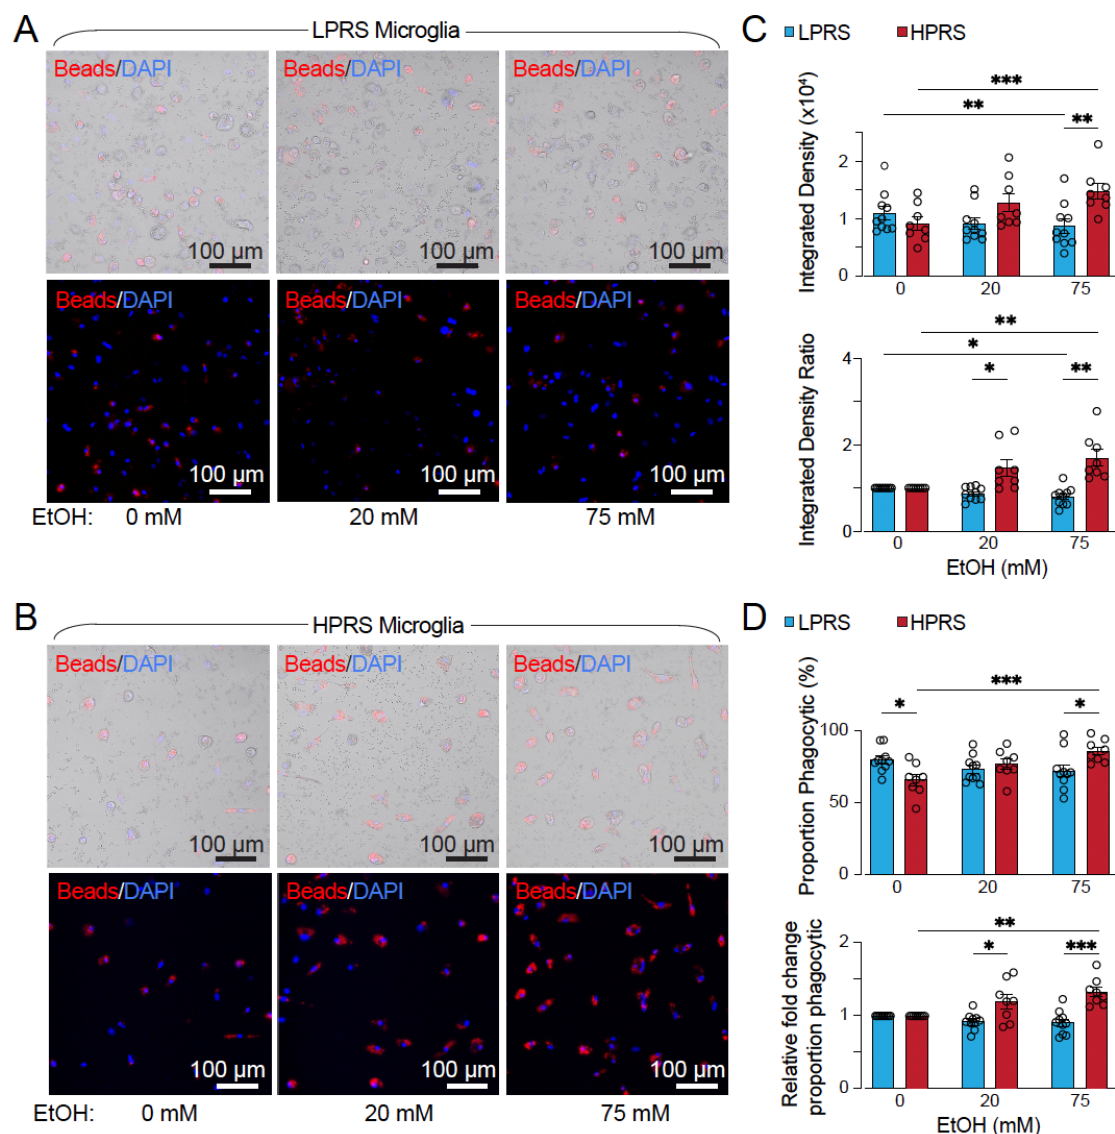 A
LPRS Microglia
Beads/DAPI
Beads/DAPI
Beads/DAPI
100 µm
100 µm
100 µm
Beads/DAPI
Beads/DAPI
Beads/DAPI
100 µm
100 µm
100 µm
EtOH: 0 mM 20 mM 75 mM
B
HPRS Microglia
Beads/DAPI
Beads/DAPI
Beads/DAPI
100 µm
100 µm
100 µm
Beads/DAPI
Beads/DAPI
Beads/DAPI
100 µm
100 µm
100 µm
EtOH: 0 mM 20 mM 75 mM
C
LPRS HPRS
Integrated Density (x10⁴)
***
**
**
2
1
0
0 20 75
Integrated Density Ratio
**
*
*
**
4
2
0
0 20 75
EtOH (mM)
D
LPRS HPRS
Proportion Phagocytic (%)
***
*
*
100
50
0
0 20 75
Relative fold change
proportion phagocytic
**
*
***
2
1
0
0 20 75
EtOH (mM)